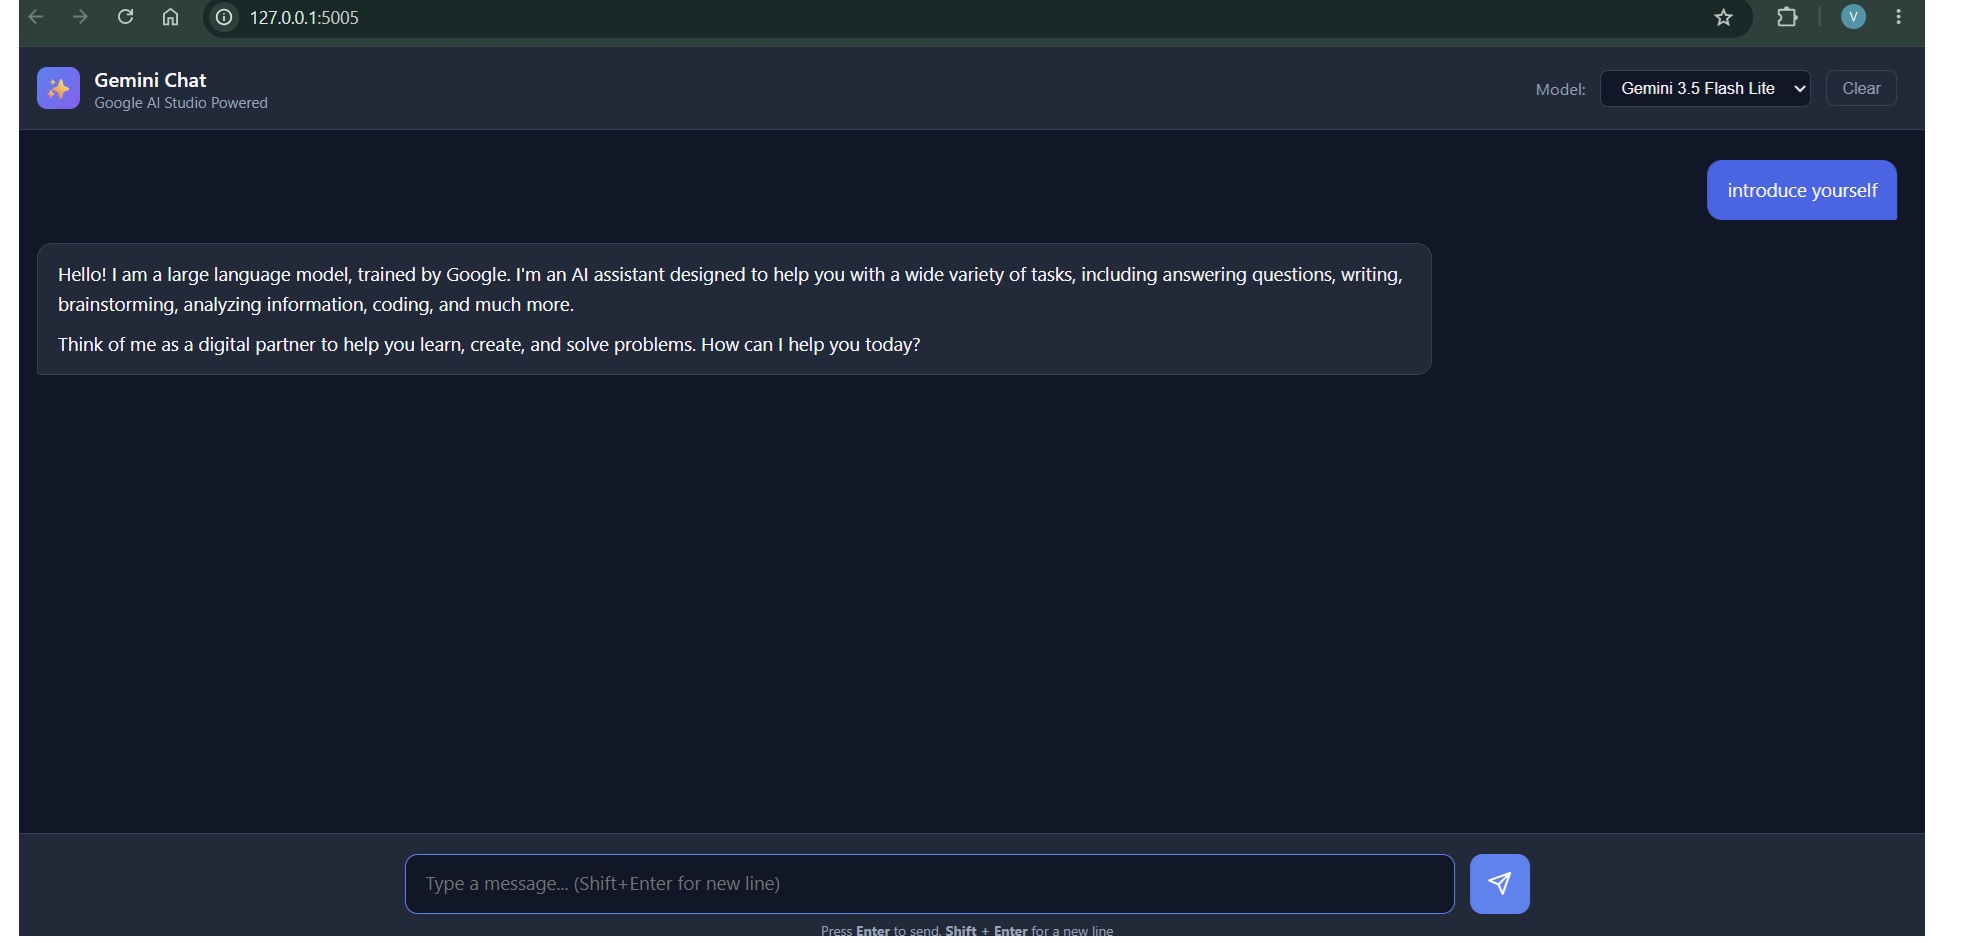 127.0.0.1:5005
V
Gemini Chat
Google AI Studio Powered
Model:
Gemini 3.5 Flash Lite
Clear
introduce yourself
Hello! I am a large language model, trained by Google. I'm an AI assistant designed to help you with a wide variety of tasks, including answering questions, writing,
brainstorming, analyzing information, coding, and much more.
Think of me as a digital partner to help you learn, create, and solve problems. How can I help you today?
Type a message... (Shift+Enter for new line)
Press Enter to send, Shift + Enter for a new line